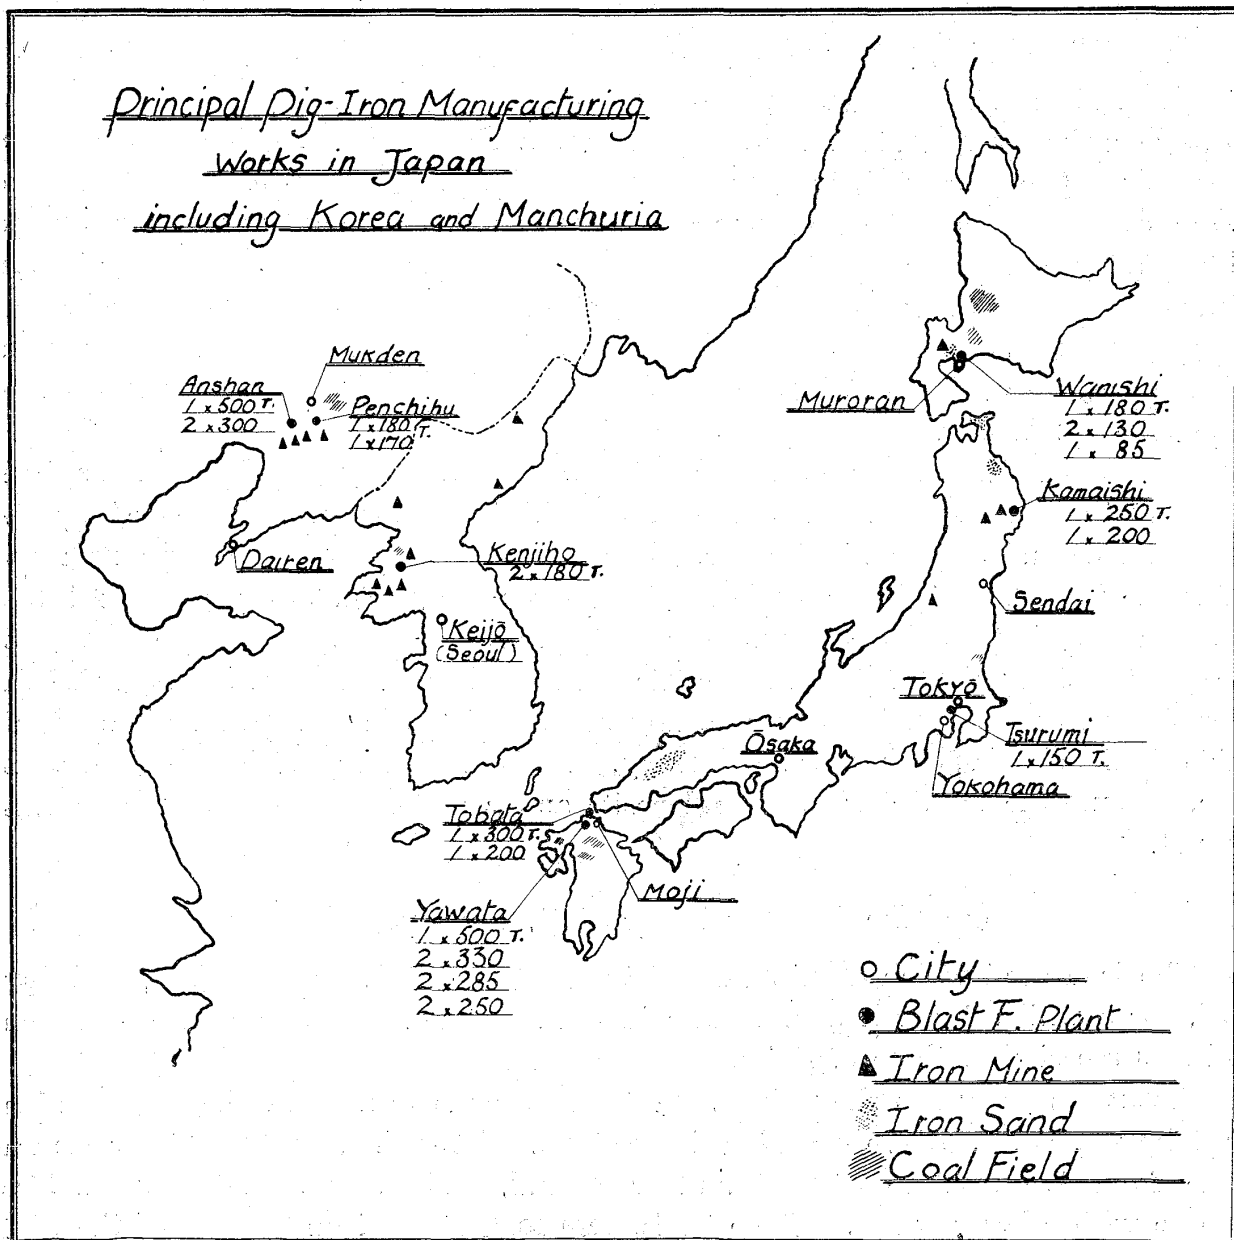 Principal Pig-Iron Manufacturing
Works in Japan
including Korea and Manchuria
Mukden
Anshan
1 x 500 T.
2 x 300
Penchihu
1 x 180 T.
1 x 170
Dairen
Kenjiho
2 x 180 T.
Keijō
(Seoul)
Muroran
Wanishi
1 x 180 T.
2 x 130
1 x 85
Kamaishi
1 x 250 T.
1 x 200
Sendai
Tokyō
Tsurumi
1 x 150 T.
Yokohama
Ōsaka
Tobata
1 x 300 T.
1 x 200
Moji
Yawata
1 x 500 T.
2 x 330
2 x 285
2 x 250
City
Blast F. Plant
Iron Mine
Iron Sand
Coal Field